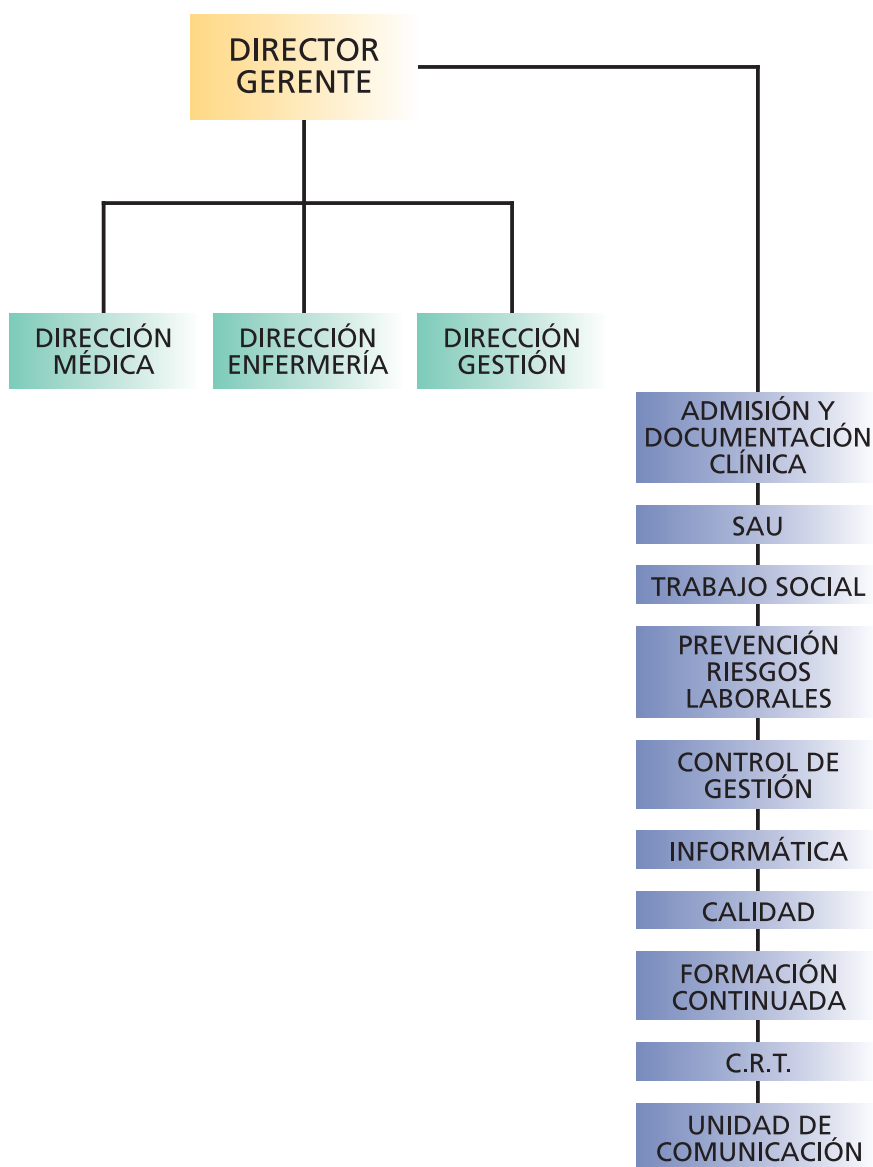 DIRECTOR
GERENTE
DIRECCIÓN
MÉDICA
DIRECCIÓN
ENFERMERÍA
DIRECCIÓN
GESTIÓN
ADMISIÓN Y
DOCUMENTACIÓN
CLÍNICA
SAU
TRABAJO SOCIAL
PREVENCIÓN
RIESGOS
LABORALES
CONTROL DE
GESTIÓN
INFORMÁTICA
CALIDAD
FORMACIÓN
CONTINUADA
C.R.T.
UNIDAD DE
COMUNICACIÓN